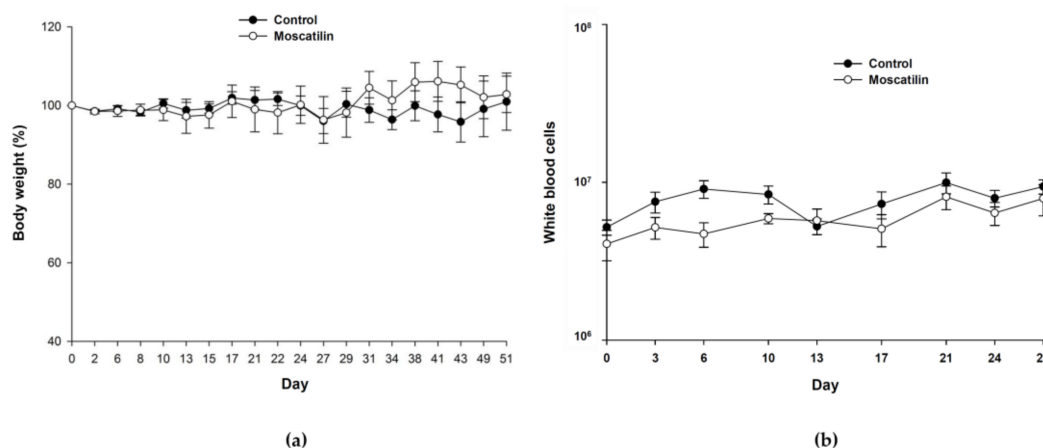 120
100
80
60
40
Body weight (%)
Control
Moscatilin
0 2 6 8 10 13 15 17 21 22 24 27 29 31 34 38 41 43 49 51
Day
(a)
10⁸
10⁷
10⁶
White blood cells
Control
Moscatilin
0 3 6 10 13 17 21 24
Day
(b)